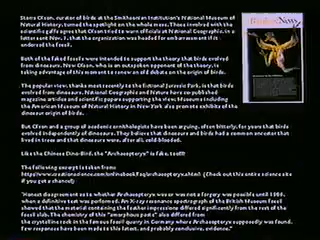 Storrs Olson, curator of birds at the Smithsonian Institution's National Museum of
Natural History, turned the spotlight on the whole mess. Those involved with the
scientific gaffe agree that Olson tried to warn officials at National Geographic. In a
letter sent Nov. 1, that the organization was headed for embarrassment if it
endorsed the fossil.
Both of the faked fossils were intended to support the theory that birds evolved
from dinosaurs. Now Olson, who is an outspoken opponent of the theory, is
taking advantage of this moment to renew an old debate on the origin of birds.
The popular view, thanks most recently to the fictional Jurassic Park, is that birds
evolved from dinosaurs. National Geographic and Nature have co-published
magazine articles and scientific papers supporting the view. Museums including
the American Museum of Natural History in New York also promote exhibits of the
dinosaur origin of birds.
But Olson and a group of academic ornithologists have been arguing, often bitterly, for years that birds
evolved independently of dinosaurs. They believe that dinosaurs and birds had a common ancestor that
lived in trees and that dinosaurs were, after all, cold-blooded.
Like the Chinese Dino-Bird, the "Archaeopteryx" is fake, too!!!
The following excerpt is taken from:
(Check out this entire science site
if you get a chance!)
"Honest disagreement as to whether Archaeopteryx was or was not a forgery was possible until 1986,
when a definitive test was performed. An X-ray resonance spectrograph of the British Museum fossil
showed that the material containing the feather impressions differed significantly from the rest of the
fossil slab. The chemistry of this "amorphous paste" also differed from
the crystalline rock in the famous fossil quarry in Germany where Archaeopteryx supposedly was found.
Few responses have been made to this latest, and probably conclusive, evidence."
News